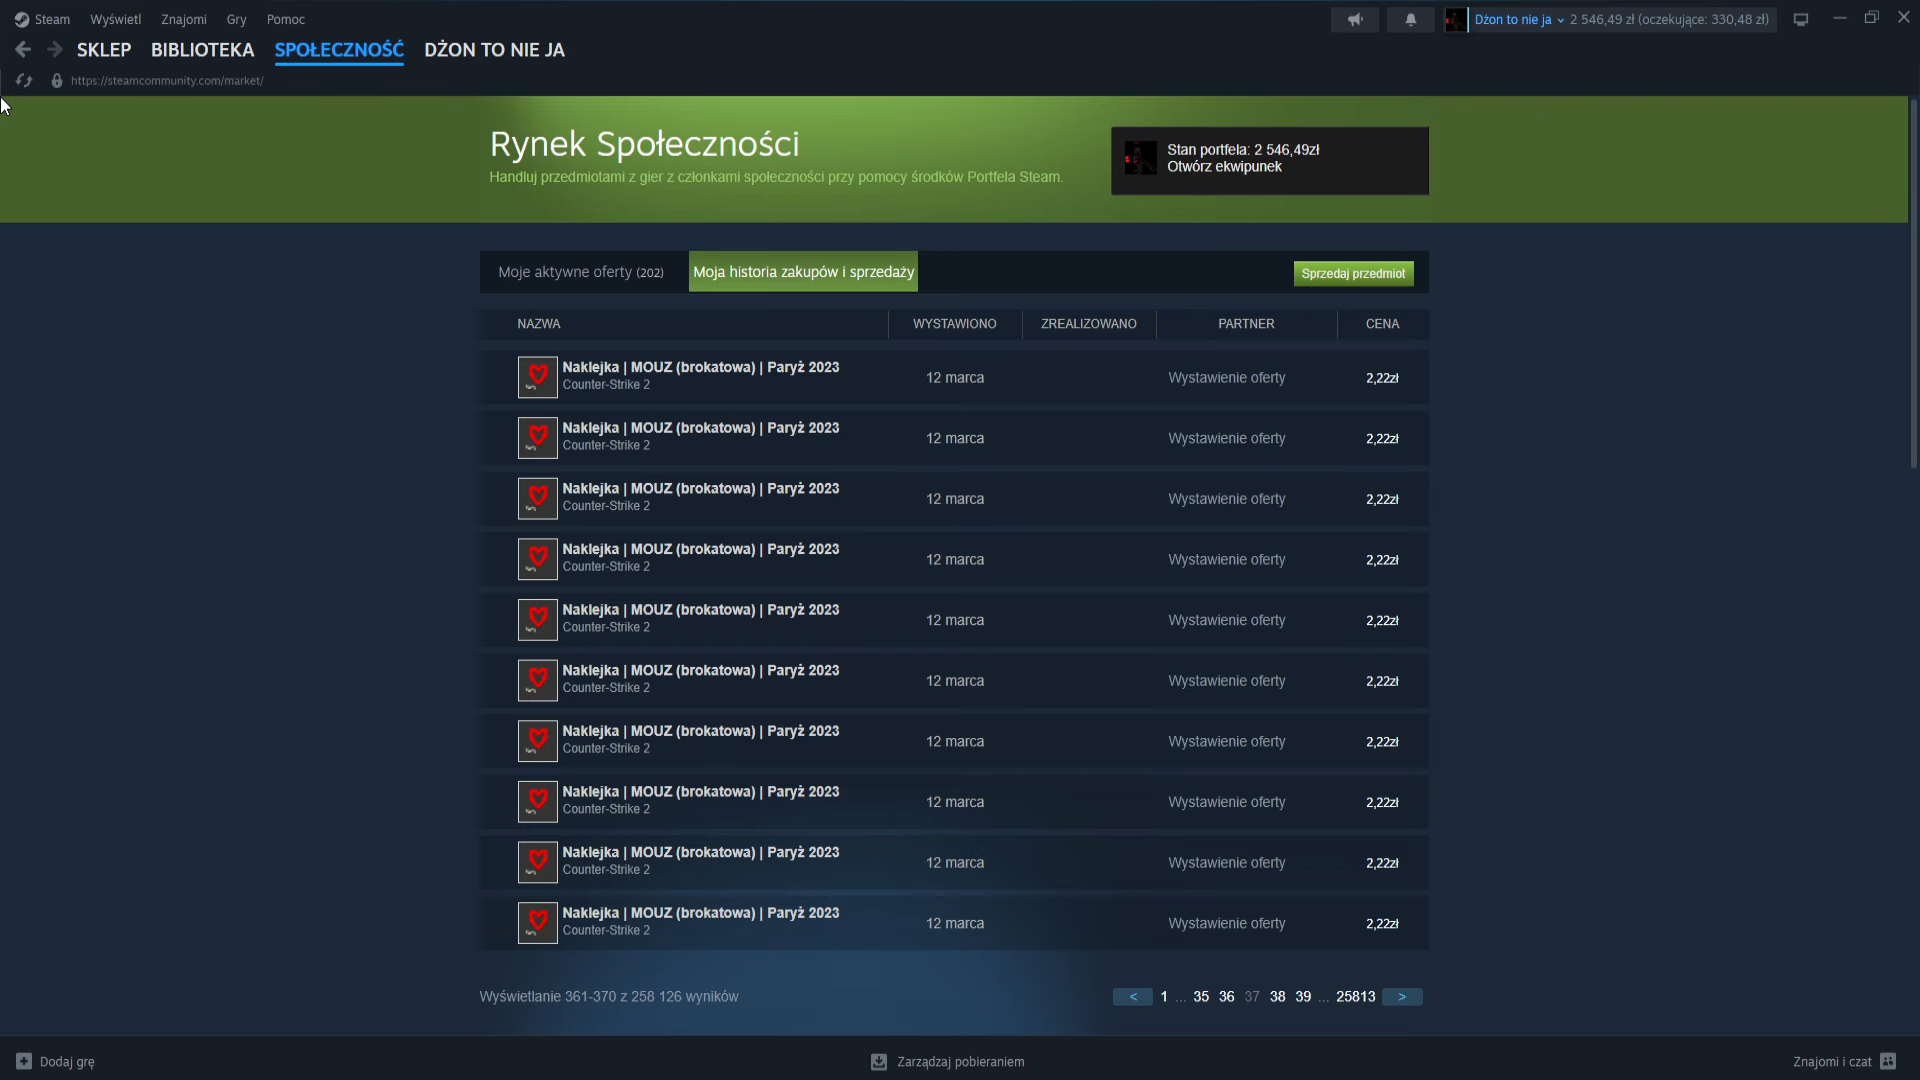 Steam Wyświetl Znajomi Gry Pomoc
Dżon to nie ja 2 546,49 zł (oczekujące: 330,48 zł)
SKLEP BIBLIOTEKA SPOŁECZNOŚĆ DŻON TO NIE JA
https://steamcommunity.com/market/
Rynek Społeczności
Handluj przedmiotami z gier z członkami społeczności przy pomocy środków Portfela Steam.
Stan portfela: 2 546,49zł
Otwórz ekwipunek
Moje aktywne oferty (202) Moja historia zakupów i sprzedaży Sprzedaj przedmiot
NAZWA WYSTAWIONO ZREALIZOWANO PARTNER CENA
Naklejka | MOUZ (brokatowa) | Paryż 2023
Counter-Strike 2
12 marca Wystawienie oferty 2,22zł
Naklejka | MOUZ (brokatowa) | Paryż 2023
Counter-Strike 2
12 marca Wystawienie oferty 2,22zł
Naklejka | MOUZ (brokatowa) | Paryż 2023
Counter-Strike 2
12 marca Wystawienie oferty 2,22zł
Naklejka | MOUZ (brokatowa) | Paryż 2023
Counter-Strike 2
12 marca Wystawienie oferty 2,22zł
Naklejka | MOUZ (brokatowa) | Paryż 2023
Counter-Strike 2
12 marca Wystawienie oferty 2,22zł
Naklejka | MOUZ (brokatowa) | Paryż 2023
Counter-Strike 2
12 marca Wystawienie oferty 2,22zł
Naklejka | MOUZ (brokatowa) | Paryż 2023
Counter-Strike 2
12 marca Wystawienie oferty 2,22zł
Naklejka | MOUZ (brokatowa) | Paryż 2023
Counter-Strike 2
12 marca Wystawienie oferty 2,22zł
Naklejka | MOUZ (brokatowa) | Paryż 2023
Counter-Strike 2
12 marca Wystawienie oferty 2,22zł
Naklejka | MOUZ (brokatowa) | Paryż 2023
Counter-Strike 2
12 marca Wystawienie oferty 2,22zł
Wyświetlanie 361-370 z 258 126 wyników < 1 ... 35 36 37 38 39 ... 25813 >
Dodaj grę Zarządzaj pobieraniem Znajomi i czat